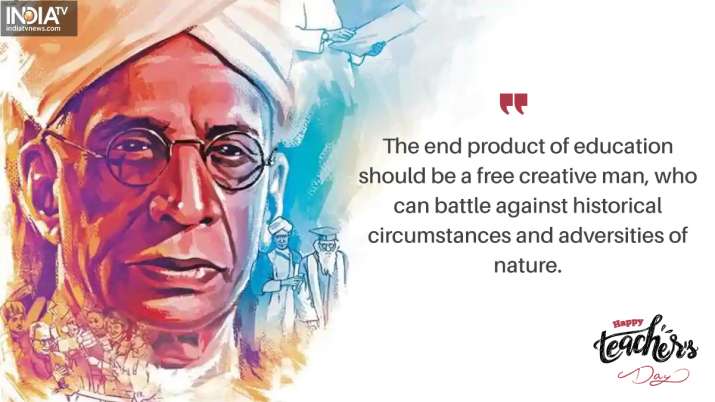 INDIA TV
indiatvnews.com
"
The end product of education
should be a free creative man, who
can battle against historical
circumstances and adversities of
nature.
Happy
teacher's
Day